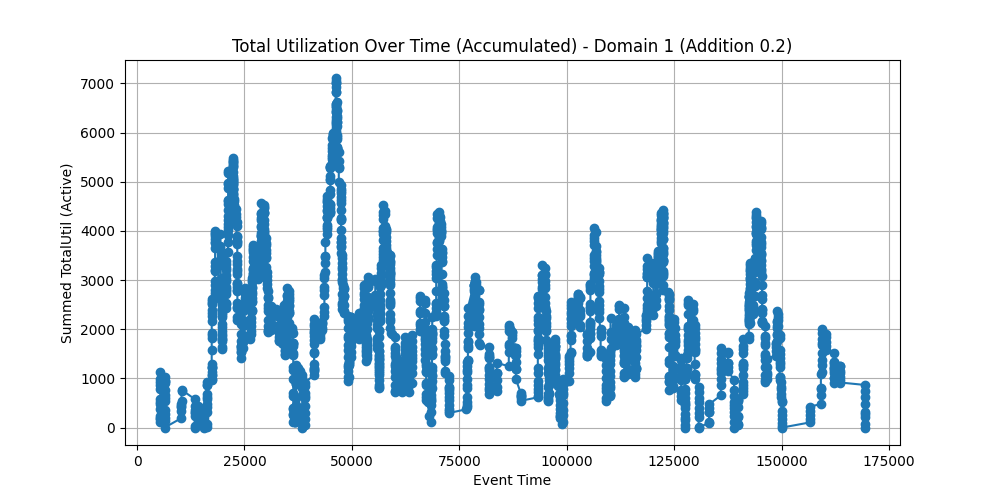 Total Utilization Over Time (Accumulated) - Domain 1 (Addition 0.2)
Summed TotalUtil (Active)
7000
6000
5000
4000
3000
2000
1000
0
0 25000 50000 75000 100000 125000 150000 175000
Event Time